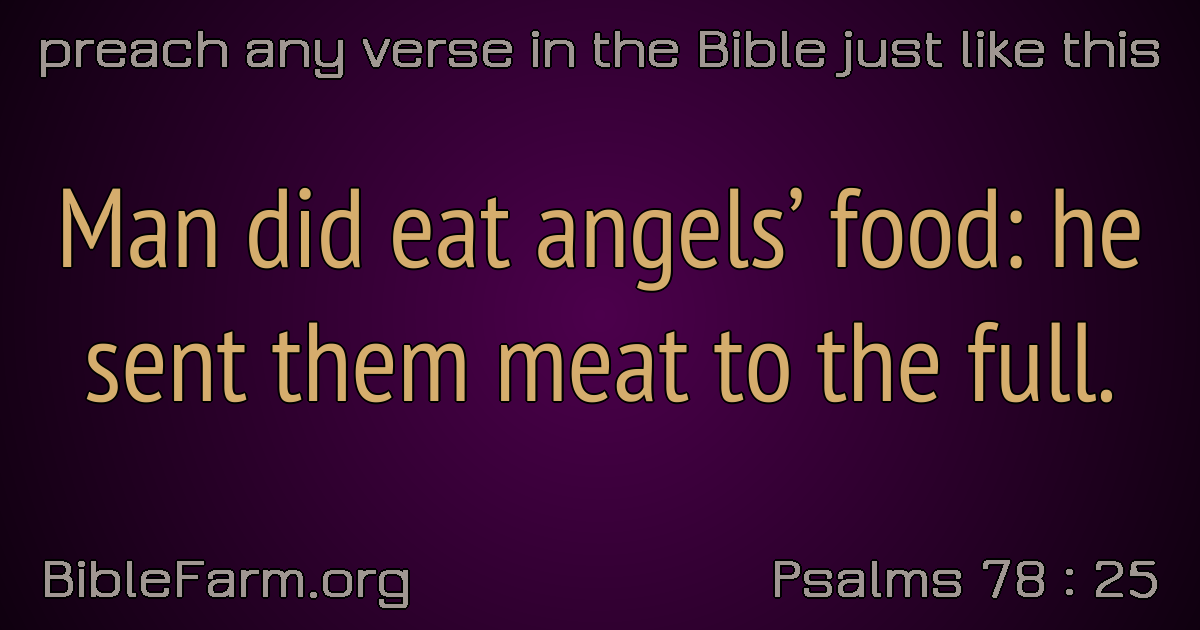 preach any verse in the Bible just like this
Man did eat angels’ food: he
sent them meat to the full.
BibleFarm.org
Psalms 78 : 25